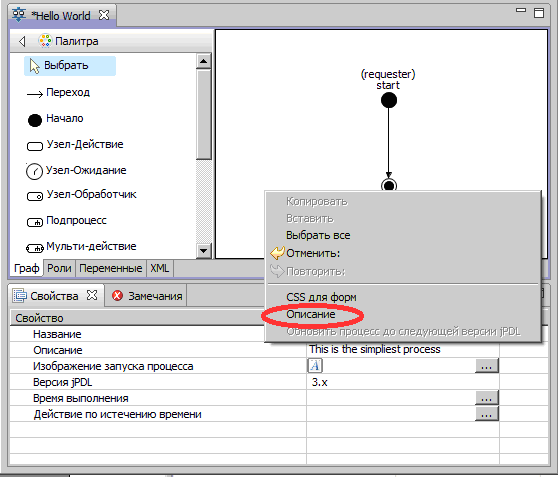 *Hello World
Палитра
Выбрать
Переход
Начало
Узел-Действие
Узел-Ожидание
Узел-Обработчик
Подпроцесс
Мульти-действие
(requester)
start
Граф Роли Переменные XML
Копировать
Вставить
Выбрать все
Отменить:
Повторить:
CSS для форм
Описание
Обновить процесс до следующей версии jPDL
Свойства Замечания
Свойство
Название
Описание This is the simpliest process
Изображение запуска процесса A ...
Версия jPDL 3.x
Время выполнения ...
Действие по истечению времени ...